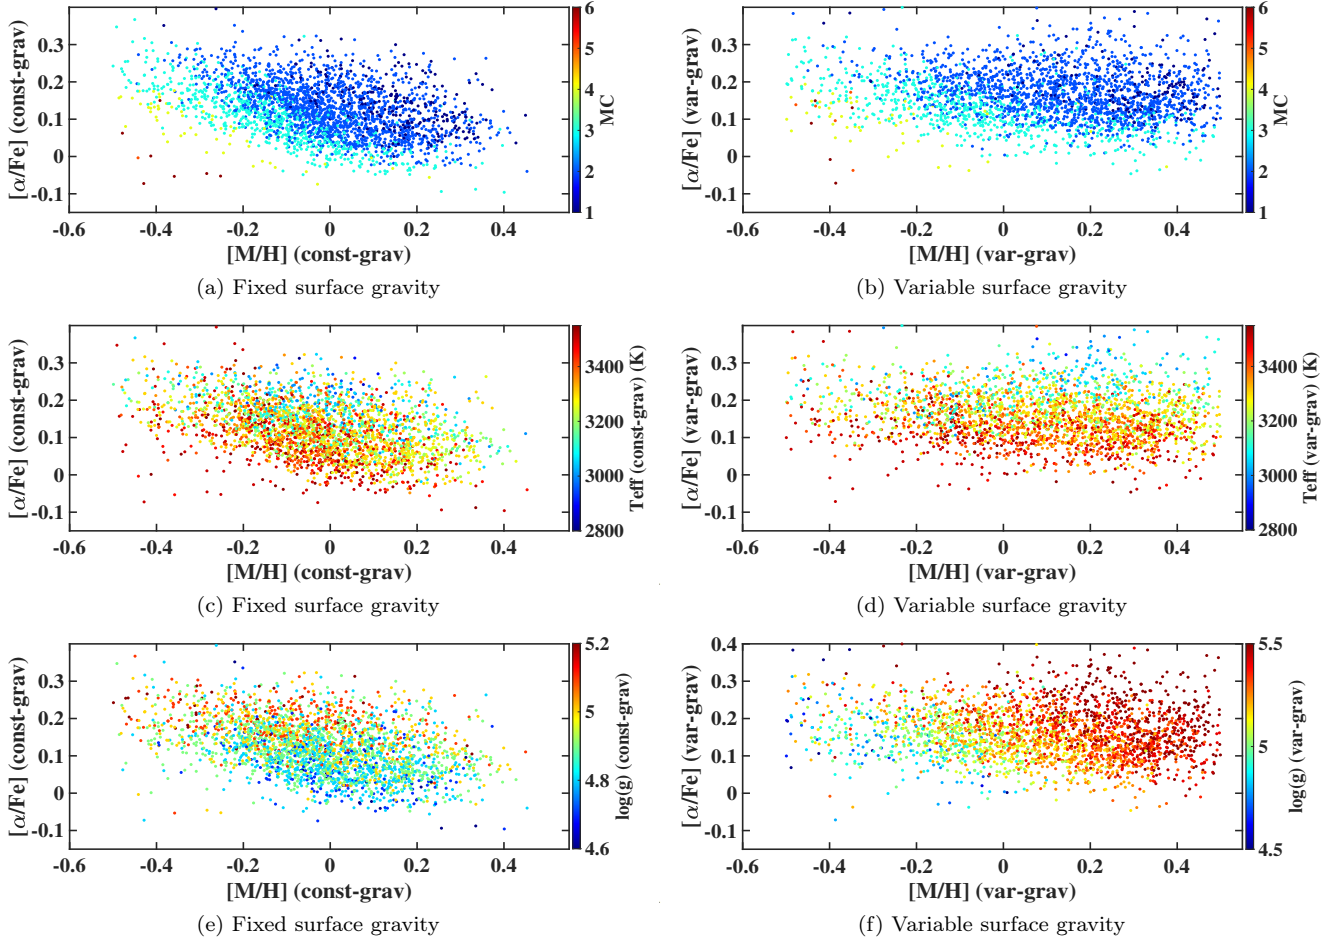 [α/Fe] (const-grav)
0.3
0.2
0.1
0
-0.1
-0.6 -0.4 -0.2 0 0.2 0.4
[M/H] (const-grav)
6
5
4
3
2
1
MC
(a) Fixed surface gravity
[α/Fe] (var-grav)
0.3
0.2
0.1
0
-0.1
-0.6 -0.4 -0.2 0 0.2 0.4
[M/H] (var-grav)
6
5
4
3
2
1
MC
(b) Variable surface gravity
[α/Fe] (const-grav)
0.3
0.2
0.1
0
-0.1
-0.6 -0.4 -0.2 0 0.2 0.4
[M/H] (const-grav)
3400
3200
3000
2800
Teff (const-grav) (K)
(c) Fixed surface gravity
[α/Fe] (var-grav)
0.3
0.2
0.1
0
-0.1
-0.6 -0.4 -0.2 0 0.2 0.4
[M/H] (var-grav)
3400
3200
3000
2800
Teff (var-grav) (K)
(d) Variable surface gravity
[α/Fe] (const-grav)
0.3
0.2
0.1
0
-0.1
-0.6 -0.4 -0.2 0 0.2 0.4
[M/H] (const-grav)
5.2
5
4.8
4.6
log(g) (const-grav)
(e) Fixed surface gravity
[α/Fe] (var-grav)
0.4
0.3
0.2
0.1
0
-0.1
-0.6 -0.4 -0.2 0 0.2 0.4
[M/H] (var-grav)
5.5
5
4.5
log(g) (var-grav)
(f) Variable surface gravity